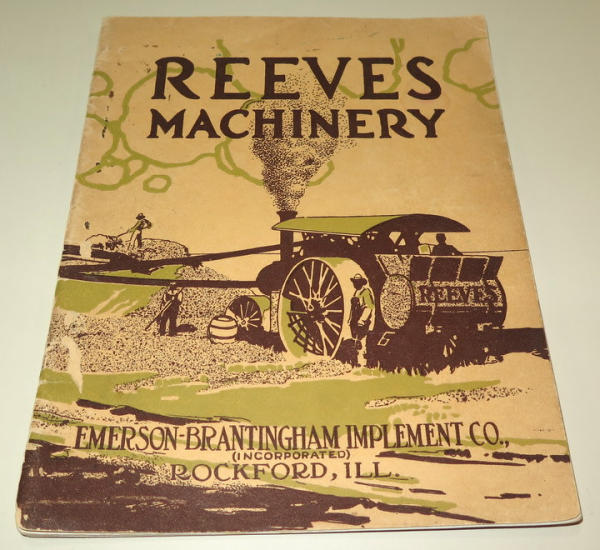 REEVES
MACHINERY
REEVES
EMERSON-BRANTINGHAM IMPLEMENT CO.,
(INCORPORATED)
ROCKFORD, ILL.